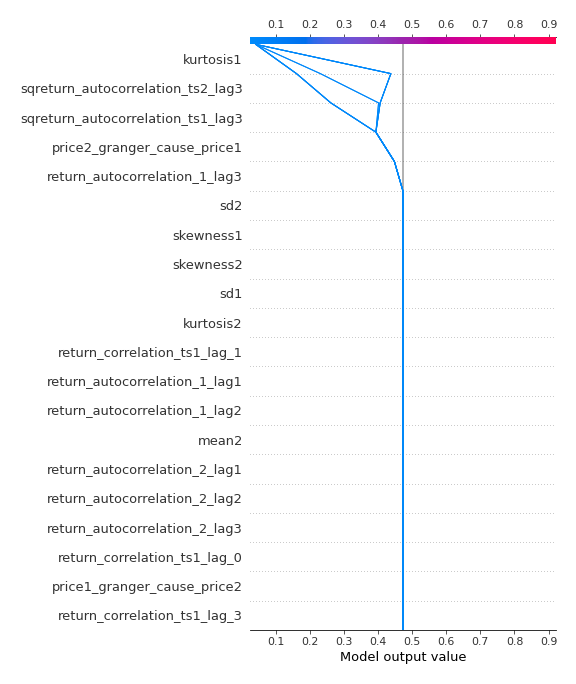 0.1 0.2 0.3 0.4 0.5 0.6 0.7 0.8 0.9
kurtosis1
sqreturn_autocorrelation_ts2_lag3
sqreturn_autocorrelation_ts1_lag3
price2_granger_cause_price1
return_autocorrelation_1_lag3
sd2
skewness1
skewness2
sd1
kurtosis2
return_correlation_ts1_lag_1
return_autocorrelation_1_lag1
return_autocorrelation_1_lag2
mean2
return_autocorrelation_2_lag1
return_autocorrelation_2_lag2
return_autocorrelation_2_lag3
return_correlation_ts1_lag_0
price1_granger_cause_price2
return_correlation_ts1_lag_3
0.1 0.2 0.3 0.4 0.5 0.6 0.7 0.8 0.9
Model output value